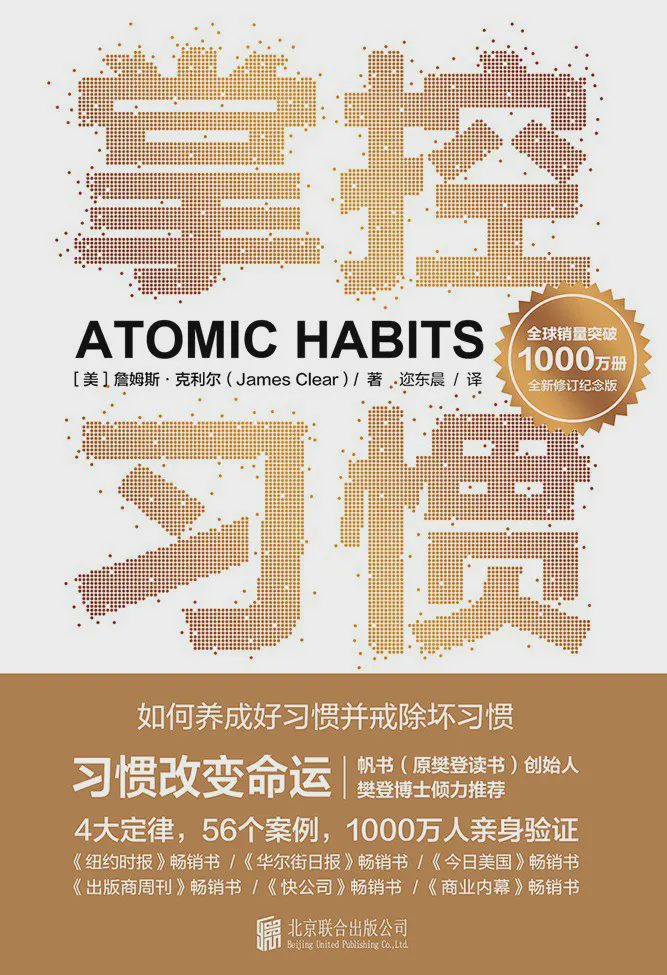 掌控
ATOMIC HABITS
[美]詹姆斯·克利尔（James Clear）/ 著 迩东晨 / 译
全球销量突破
1000万册
全新修订纪念版
习惯
如何养成好习惯并戒除坏习惯
习惯改变命运
帆书（原樊登读书）创始人
樊登博士倾力推荐
4大定律，56个案例，1000万人亲身验证
《纽约时报》畅销书 /《华尔街日报》畅销书 /《今日美国》畅销书
《出版商周刊》畅销书 /《快公司》畅销书 /《商业内幕》畅销书
北京联合出版公司
Beijing United Publishing Co.,Ltd.